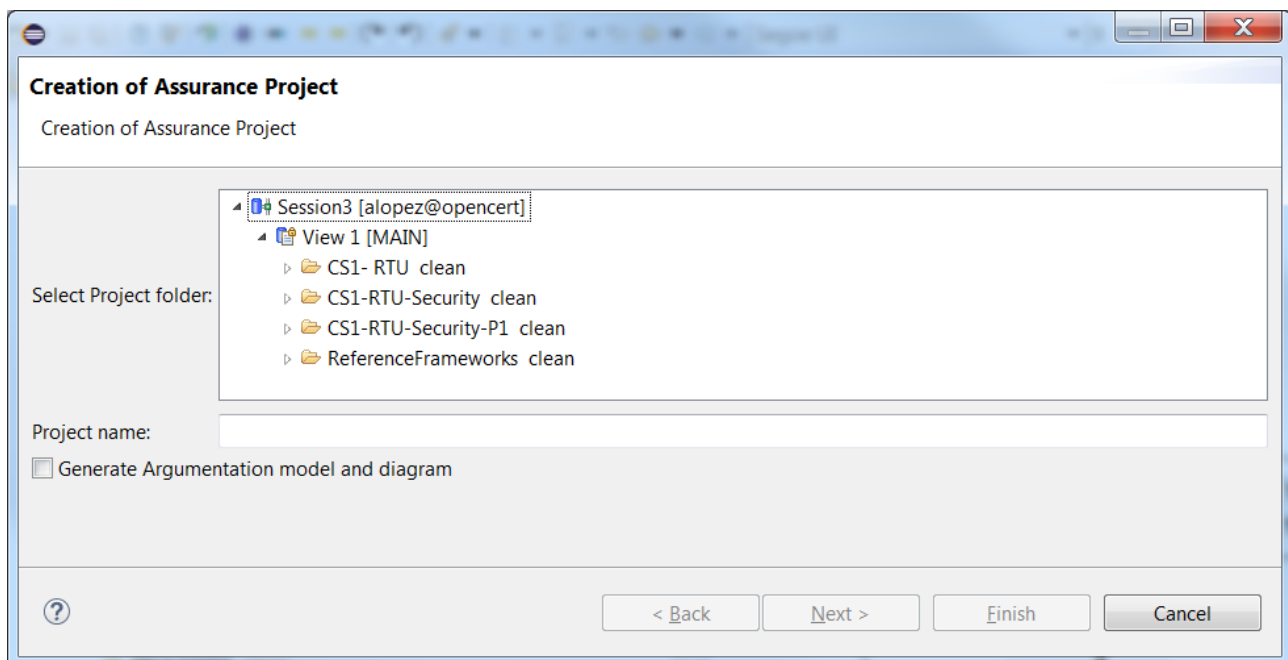 Creation of Assurance Project
Creation of Assurance Project
Session3 [alopez@opencert]
View 1 [MAIN]
CS1- RTU clean
Select Project folder:
CS1-RTU-Security clean
CS1-RTU-Security-P1 clean
ReferenceFrameworks clean
Project name:
Generate Argumentation model and diagram
?
< Back
Next >
Finish
Cancel